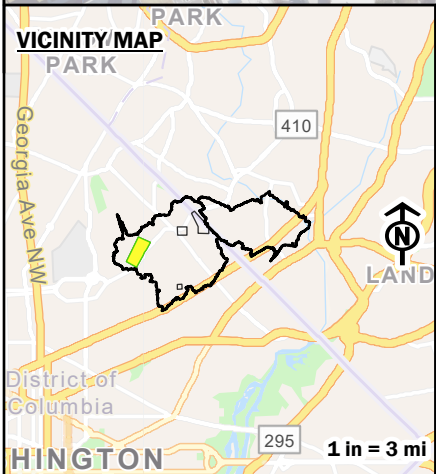 PARK
VICINITY MAP
PARK
410
Georgia Ave NW
N
LAND
District of
Columbia
HINGTON
295
1 in = 3 mi